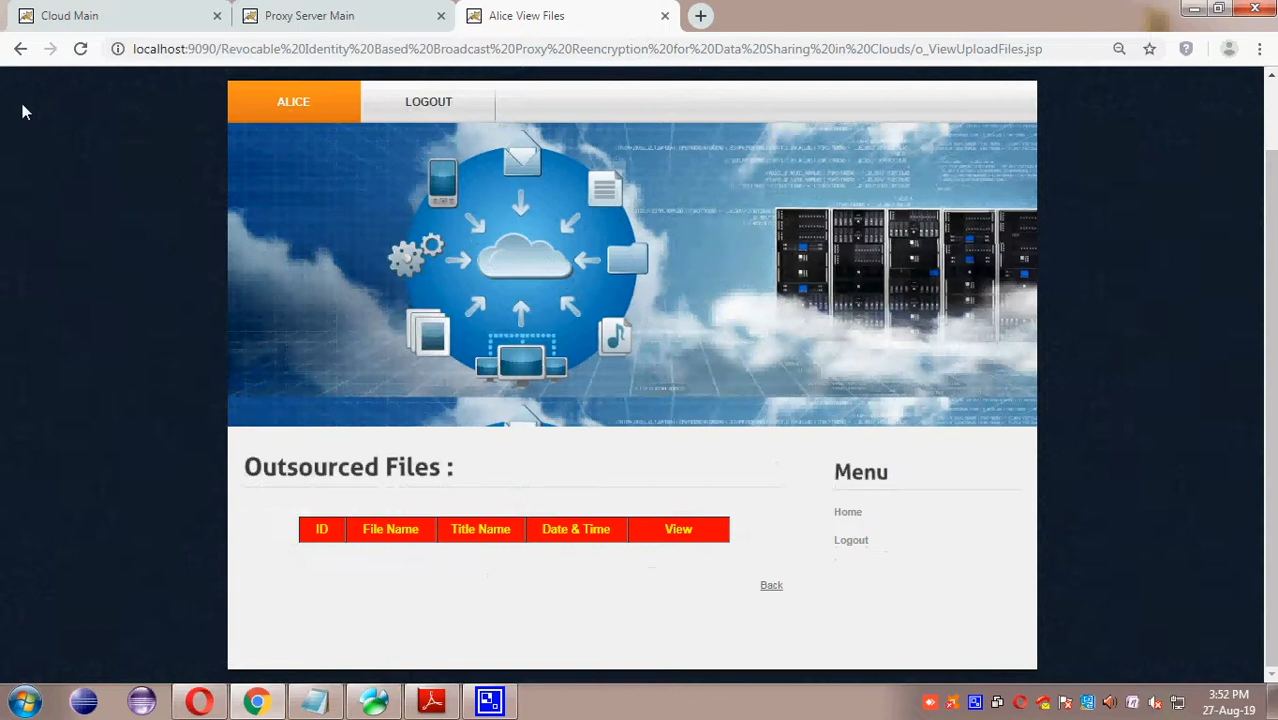 Cloud Main
Proxy Server Main
Alice View Files
localhost:9090/Revocable%20Identity%20Based%20Broadcast%20Proxy%20Reencryption%20for%20Data%20Sharing%20in%20Clouds/o_ViewUploadFiles.jsp
ALICE LOGOUT
Outsourced Files :
Menu
Home
Logout
ID File Name Title Name Date & Time View
Back
3:52 PM
27-Aug-19